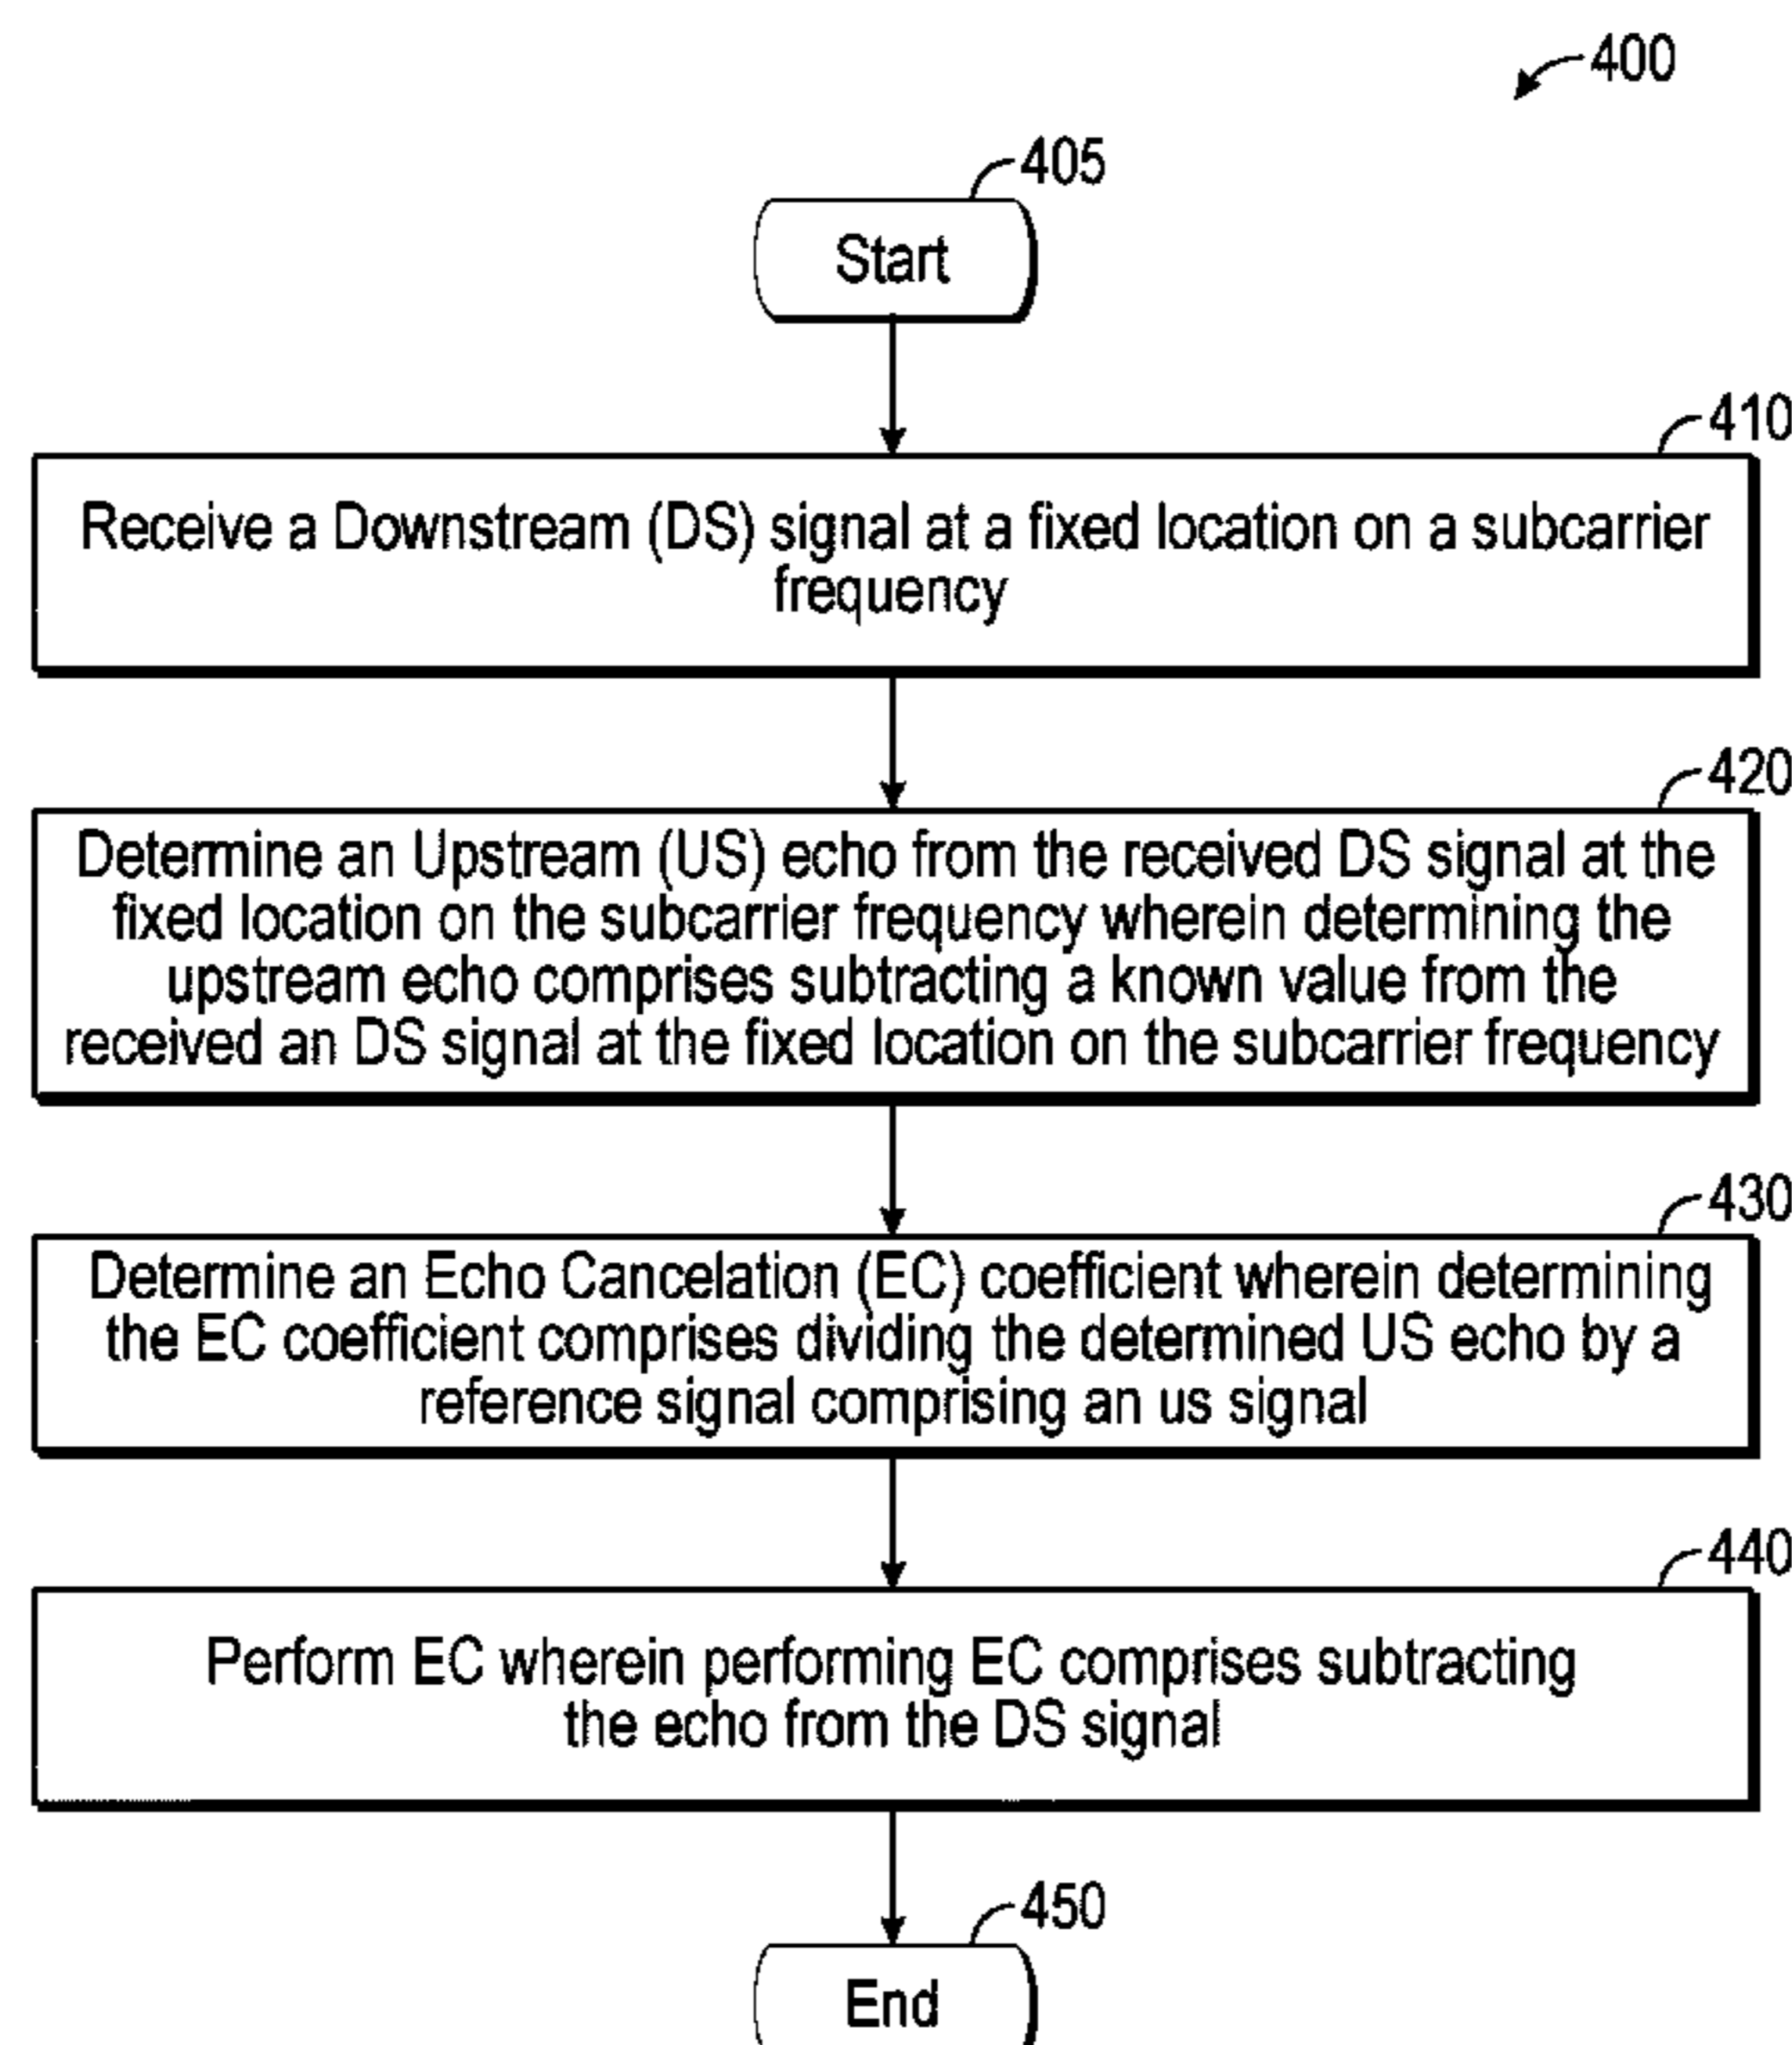 400
405
Start
410
Receive a Downstream (DS) signal at a fixed location on a subcarrier
frequency
420
Determine an Upstream (US) echo from the received DS signal at the
fixed location on the subcarrier frequency wherein determining the
upstream echo comprises subtracting a known value from the
received an DS signal at the fixed location on the subcarrier frequency
430
Determine an Echo Cancelation (EC) coefficient wherein determining
the EC coefficient comprises dividing the determined US echo by a
reference signal comprising an us signal
440
Perform EC wherein performing EC comprises subtracting
the echo from the DS signal
450
End